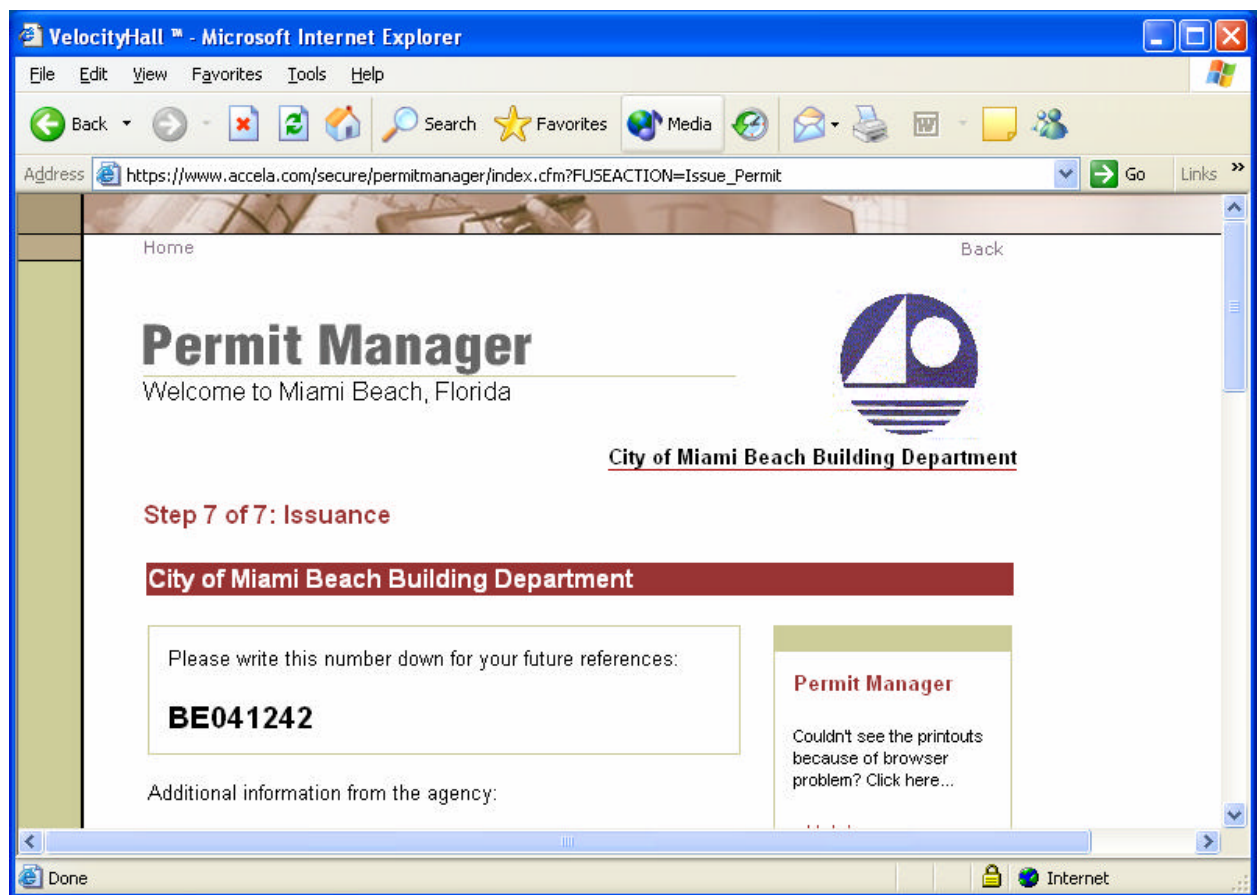 VelocityHall ™ - Microsoft Internet Explorer
File Edit View Favorites Tools Help
Back Search Favorites Media
Address https://www.accela.com/secure/permitmanager/index.cfm?FUSEACTION=Issue_Permit Go Links »
Home Back
Permit Manager
Welcome to Miami Beach, Florida
City of Miami Beach Building Department
Step 7 of 7: Issuance
City of Miami Beach Building Department
Please write this number down for your future references:
BE041242
Additional information from the agency:
Permit Manager
Couldn't see the printouts
because of browser
problem? Click here...
Done Internet